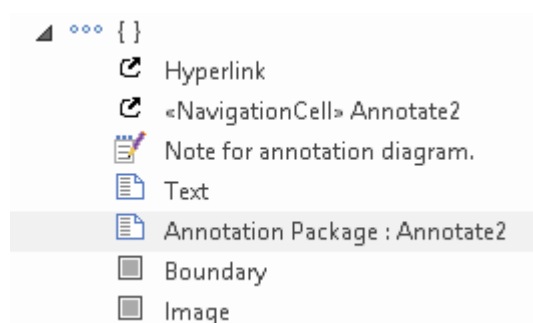 { }
Hyperlink
«NavigationCell» Annotate2
Note for annotation diagram.
Text
Annotation Package : Annotate2
Boundary
Image